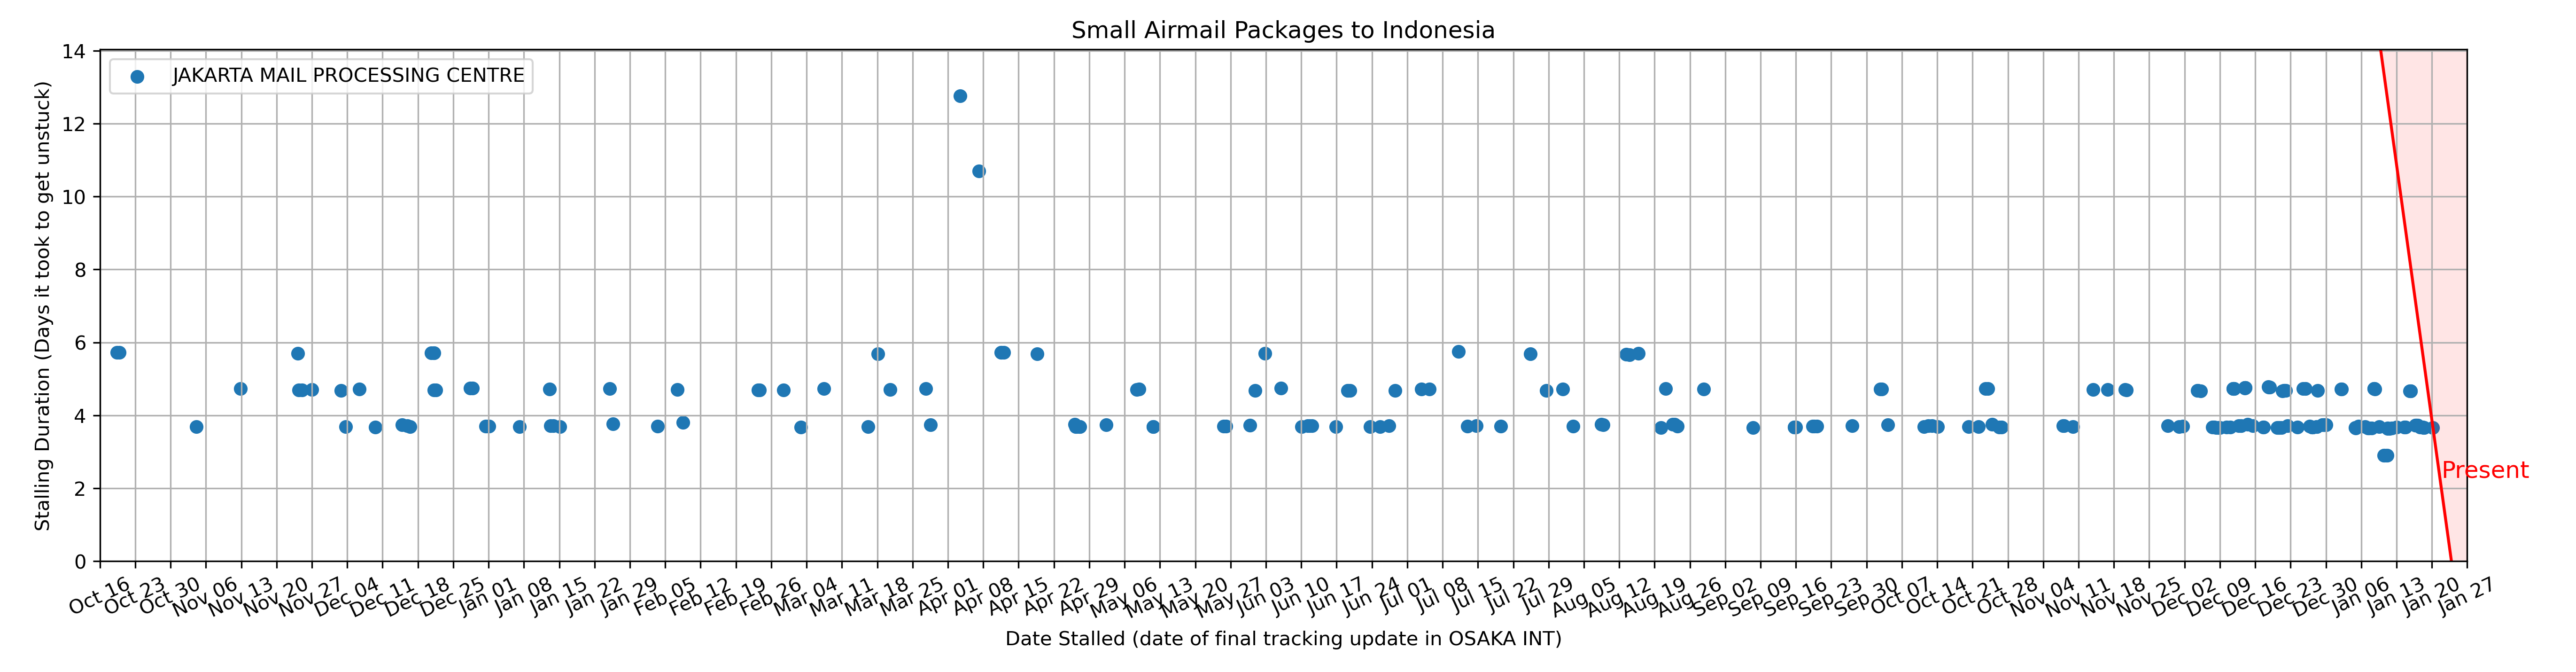 Small Airmail Packages to Indonesia
JAKARTA MAIL PROCESSING CENTRE
Stalling Duration (Days it took to get unstuck)
14
12
10
8
6
4
2
0
Present
Oct 16 Oct 23 Oct 30 Nov 06 Nov 13 Nov 20 Nov 27 Dec 04 Dec 11 Dec 18 Dec 25 Jan 01 Jan 08 Jan 15 Jan 22 Jan 29 Feb 05 Feb 12 Feb 19 Feb 26 Mar 04 Mar 11 Mar 18 Mar 25 Apr 01 Apr 08 Apr 15 Apr 22 Apr 29 May 06 May 13 May 20 May 27 Jun 03 Jun 10 Jun 17 Jun 24 Jul 01 Jul 08 Jul 15 Jul 22 Jul 29 Aug 05 Aug 12 Aug 19 Aug 26 Sep 02 Sep 09 Sep 16 Sep 23 Sep 30 Oct 07 Oct 14 Oct 21 Oct 28 Nov 04 Nov 11 Nov 18 Nov 25 Dec 02 Dec 09 Dec 16 Dec 23 Dec 30 Jan 06 Jan 13 Jan 20 Jan 27
Date Stalled (date of final tracking update in OSAKA INT)